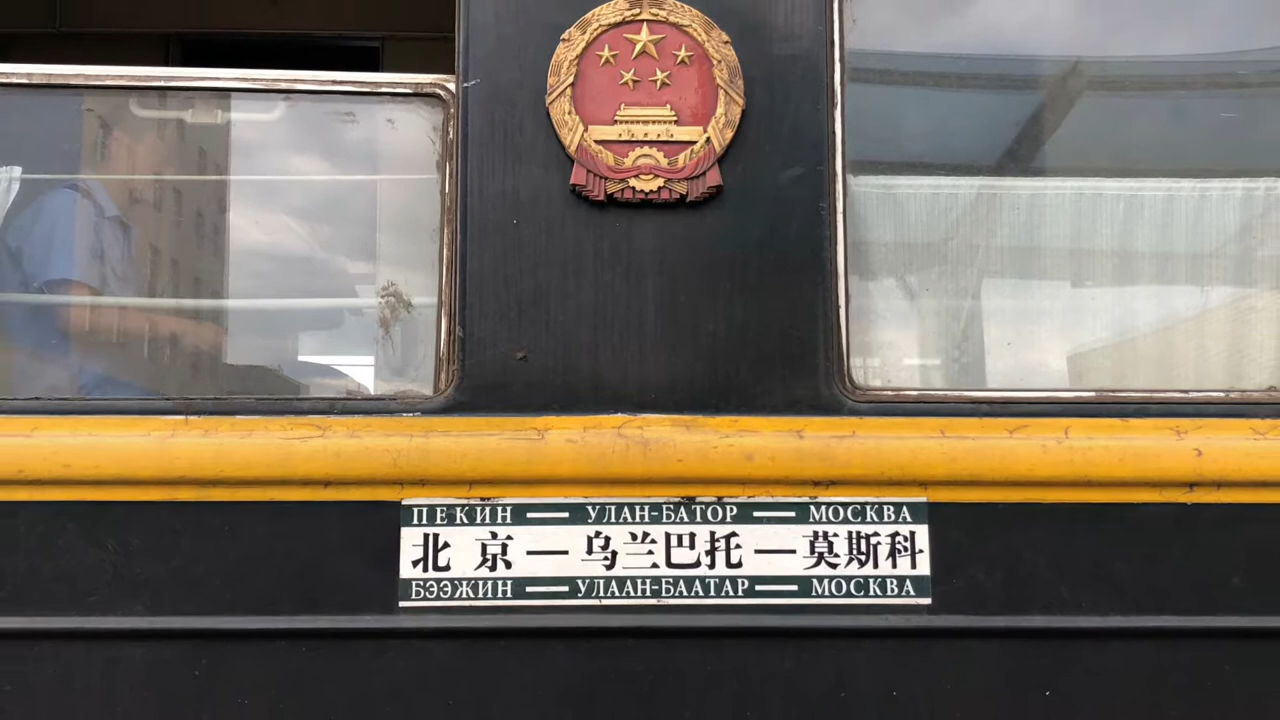 ПЕКИН — УЛАН-БАТОР — МОСКВА
北京—乌兰巴托—莫斯科
БЭЭЖИН — УЛААН-БААТАР — МОСКВА